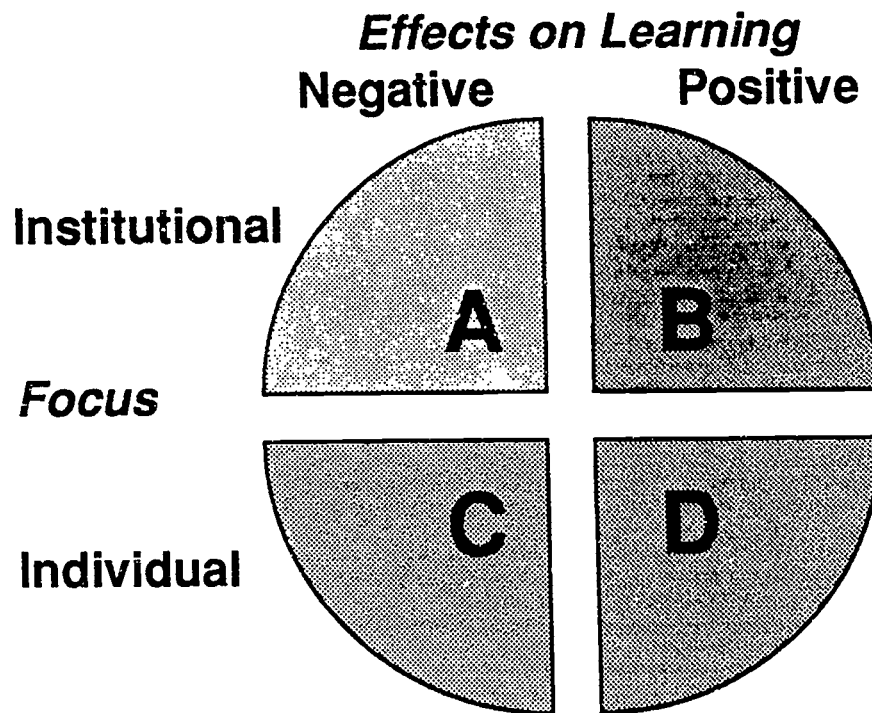 Effects on Learning
Negative Positive
Institutional
A B
Focus
C D
Individual